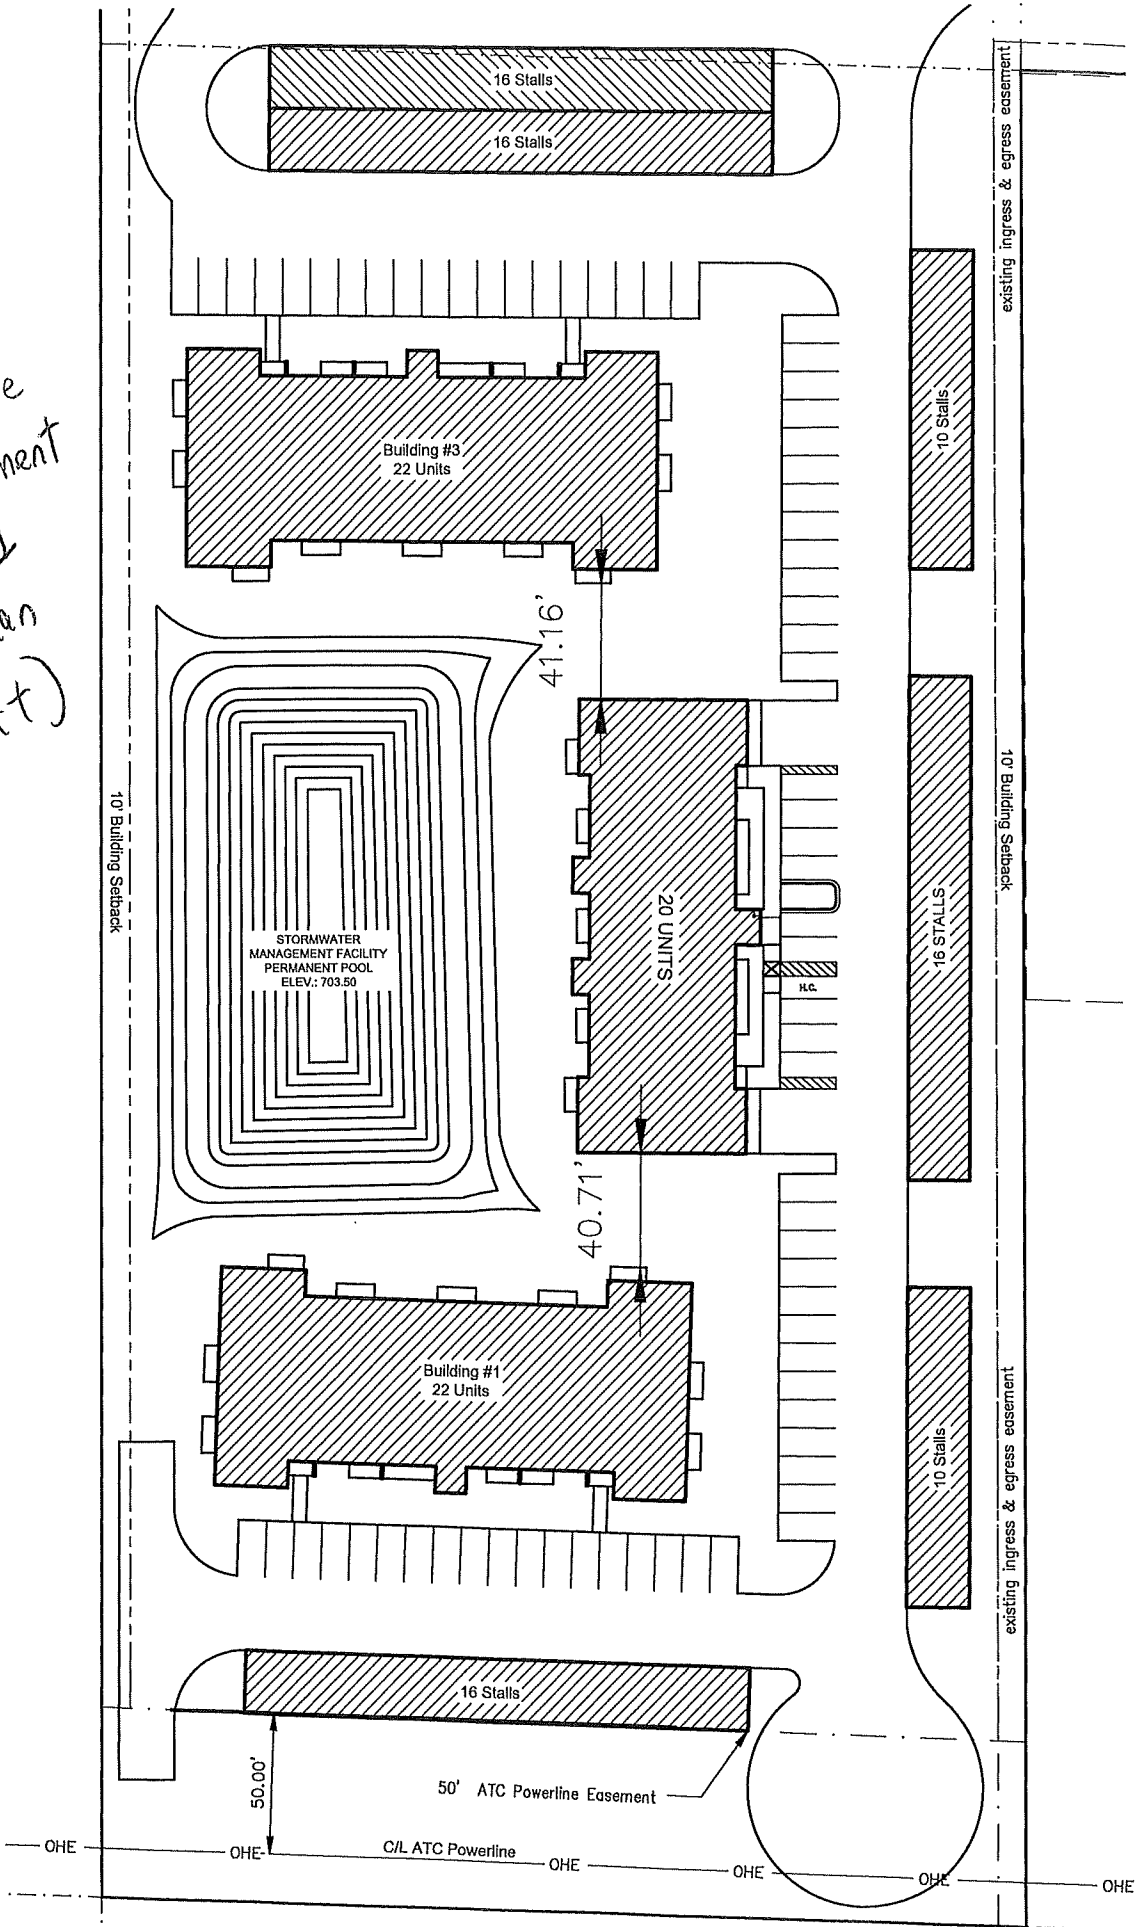 16 Stalls
16 Stalls
existing ingress & egress easement
10 Stalls
Building #3
22 Units
41.16'
10' Building Setback
10' Building Setback
STORMWATER
MANAGEMENT FACILITY
PERMANENT POOL
ELEV.: 703.50
20 UNITS
H.C.
16 STALLS
40.71'
Building #1
22 Units
10 Stalls
existing ingress & egress easement
16 Stalls
50.00'
50' ATC Powerline Easement
C/L ATC Powerline
OHE
OHE
OHE
OHE
OHE
OHE